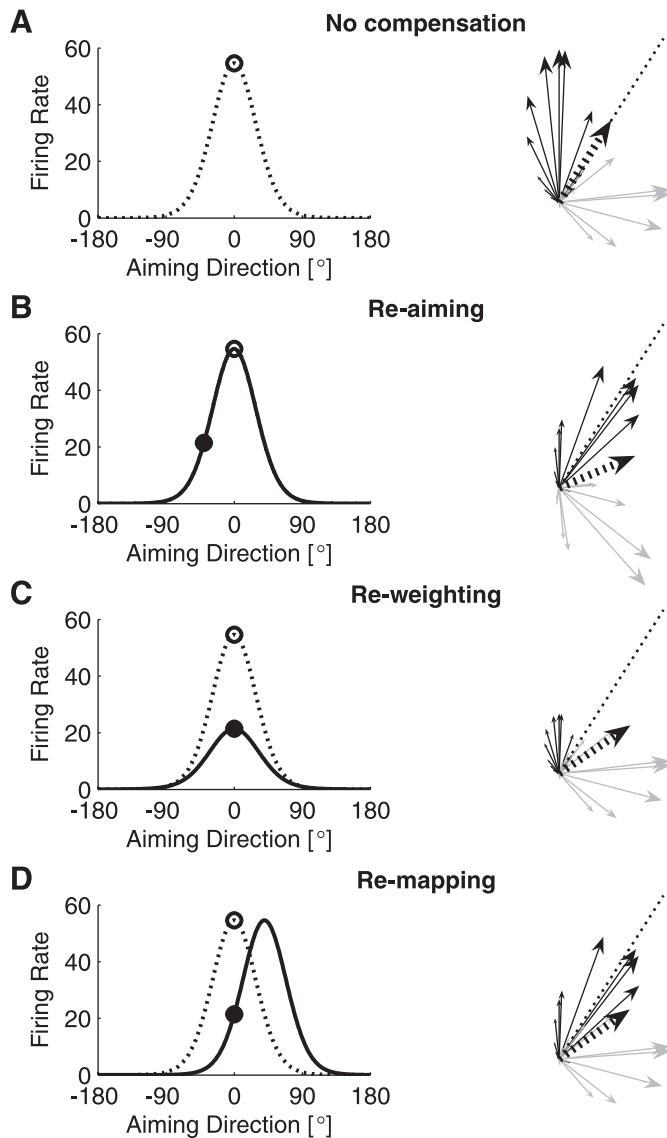 A
No compensation
Firing Rate
60
40
20
0
-180 -90 0 90 180
Aiming Direction [°]
B
Re-aiming
Firing Rate
60
40
20
0
-180 -90 0 90 180
Aiming Direction [°]
C
Re-weighting
Firing Rate
60
40
20
0
-180 -90 0 90 180
Aiming Direction [°]
D
Re-mapping
Firing Rate
60
40
20
0
-180 -90 0 90 180
Aiming Direction [°]